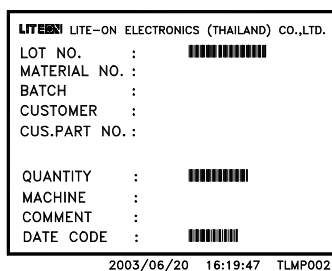 LITEON LITE-ON ELECTRONICS (THAILAND) CO.,LTD.
LOT NO. :
MATERIAL NO. :
BATCH :
CUSTOMER :
CUS.PART NO. :
QUANTITY :
MACHINE :
COMMENT :
DATE CODE :
2003/06/20 16:19:47 TLMP002